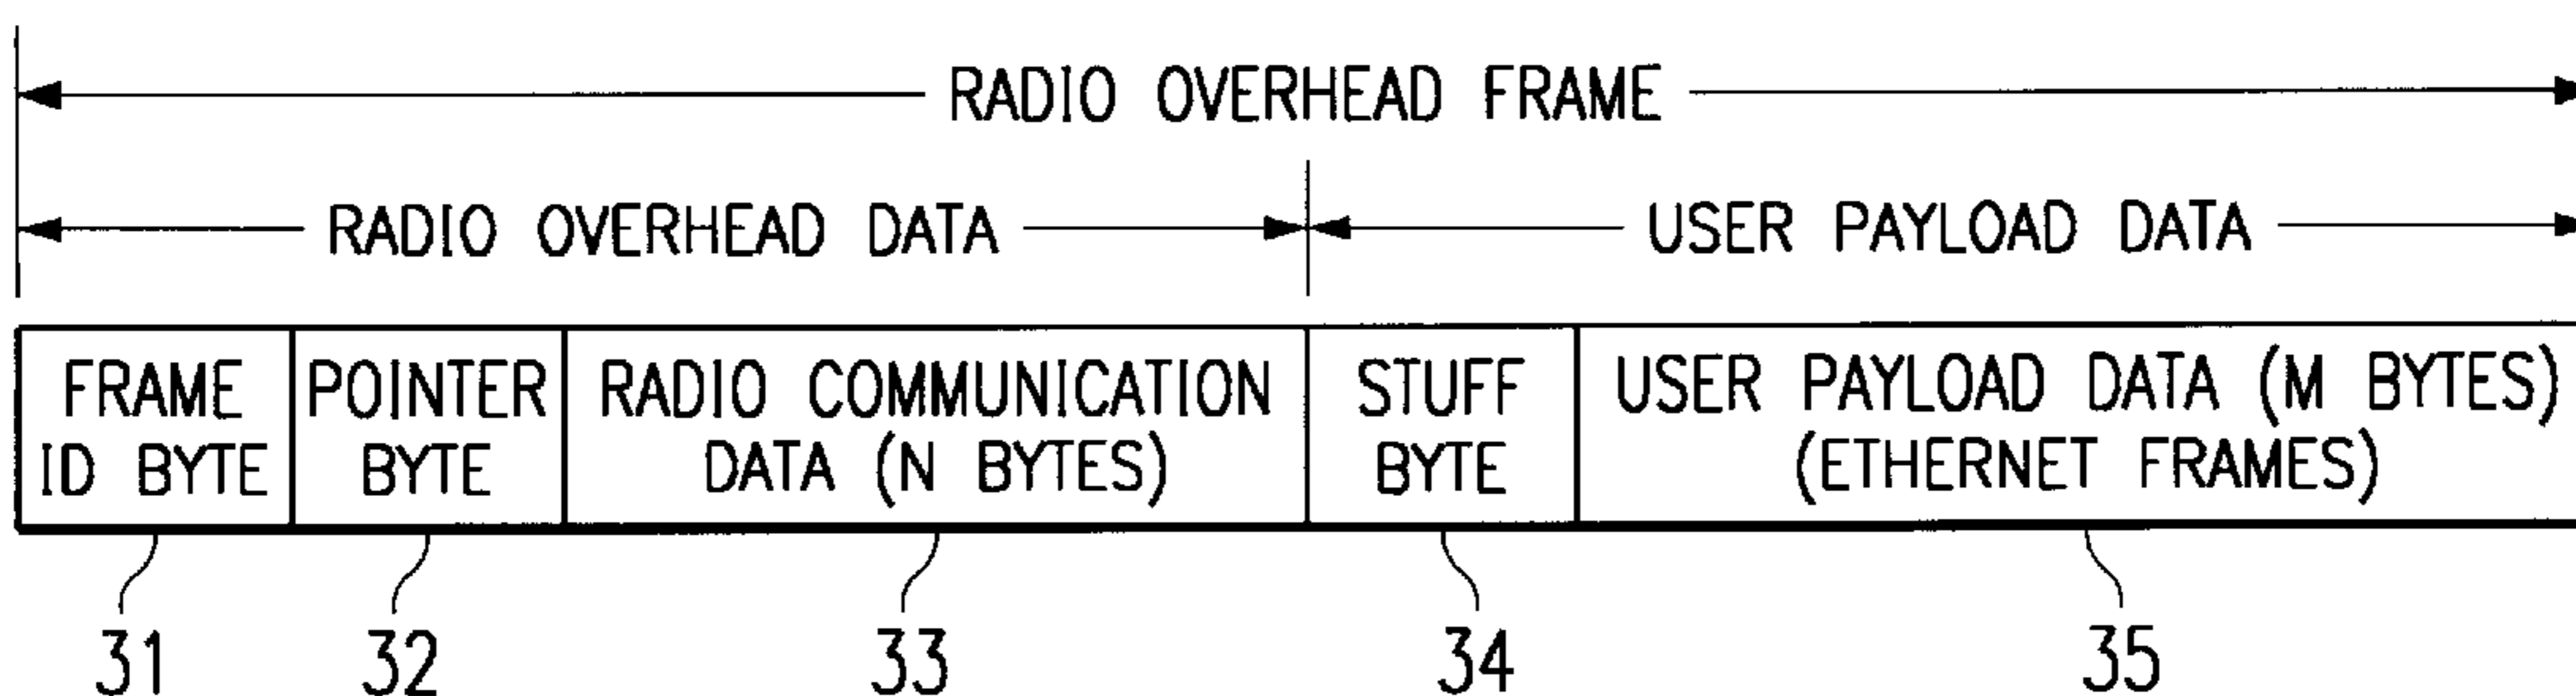 RADIO OVERHEAD FRAME
RADIO OVERHEAD DATA
USER PAYLOAD DATA
FRAME
ID BYTE
POINTER
BYTE
RADIO COMMUNICATION
DATA (N BYTES)
STUFF
BYTE
USER PAYLOAD DATA (M BYTES)
(ETHERNET FRAMES)
31
32
33
34
35